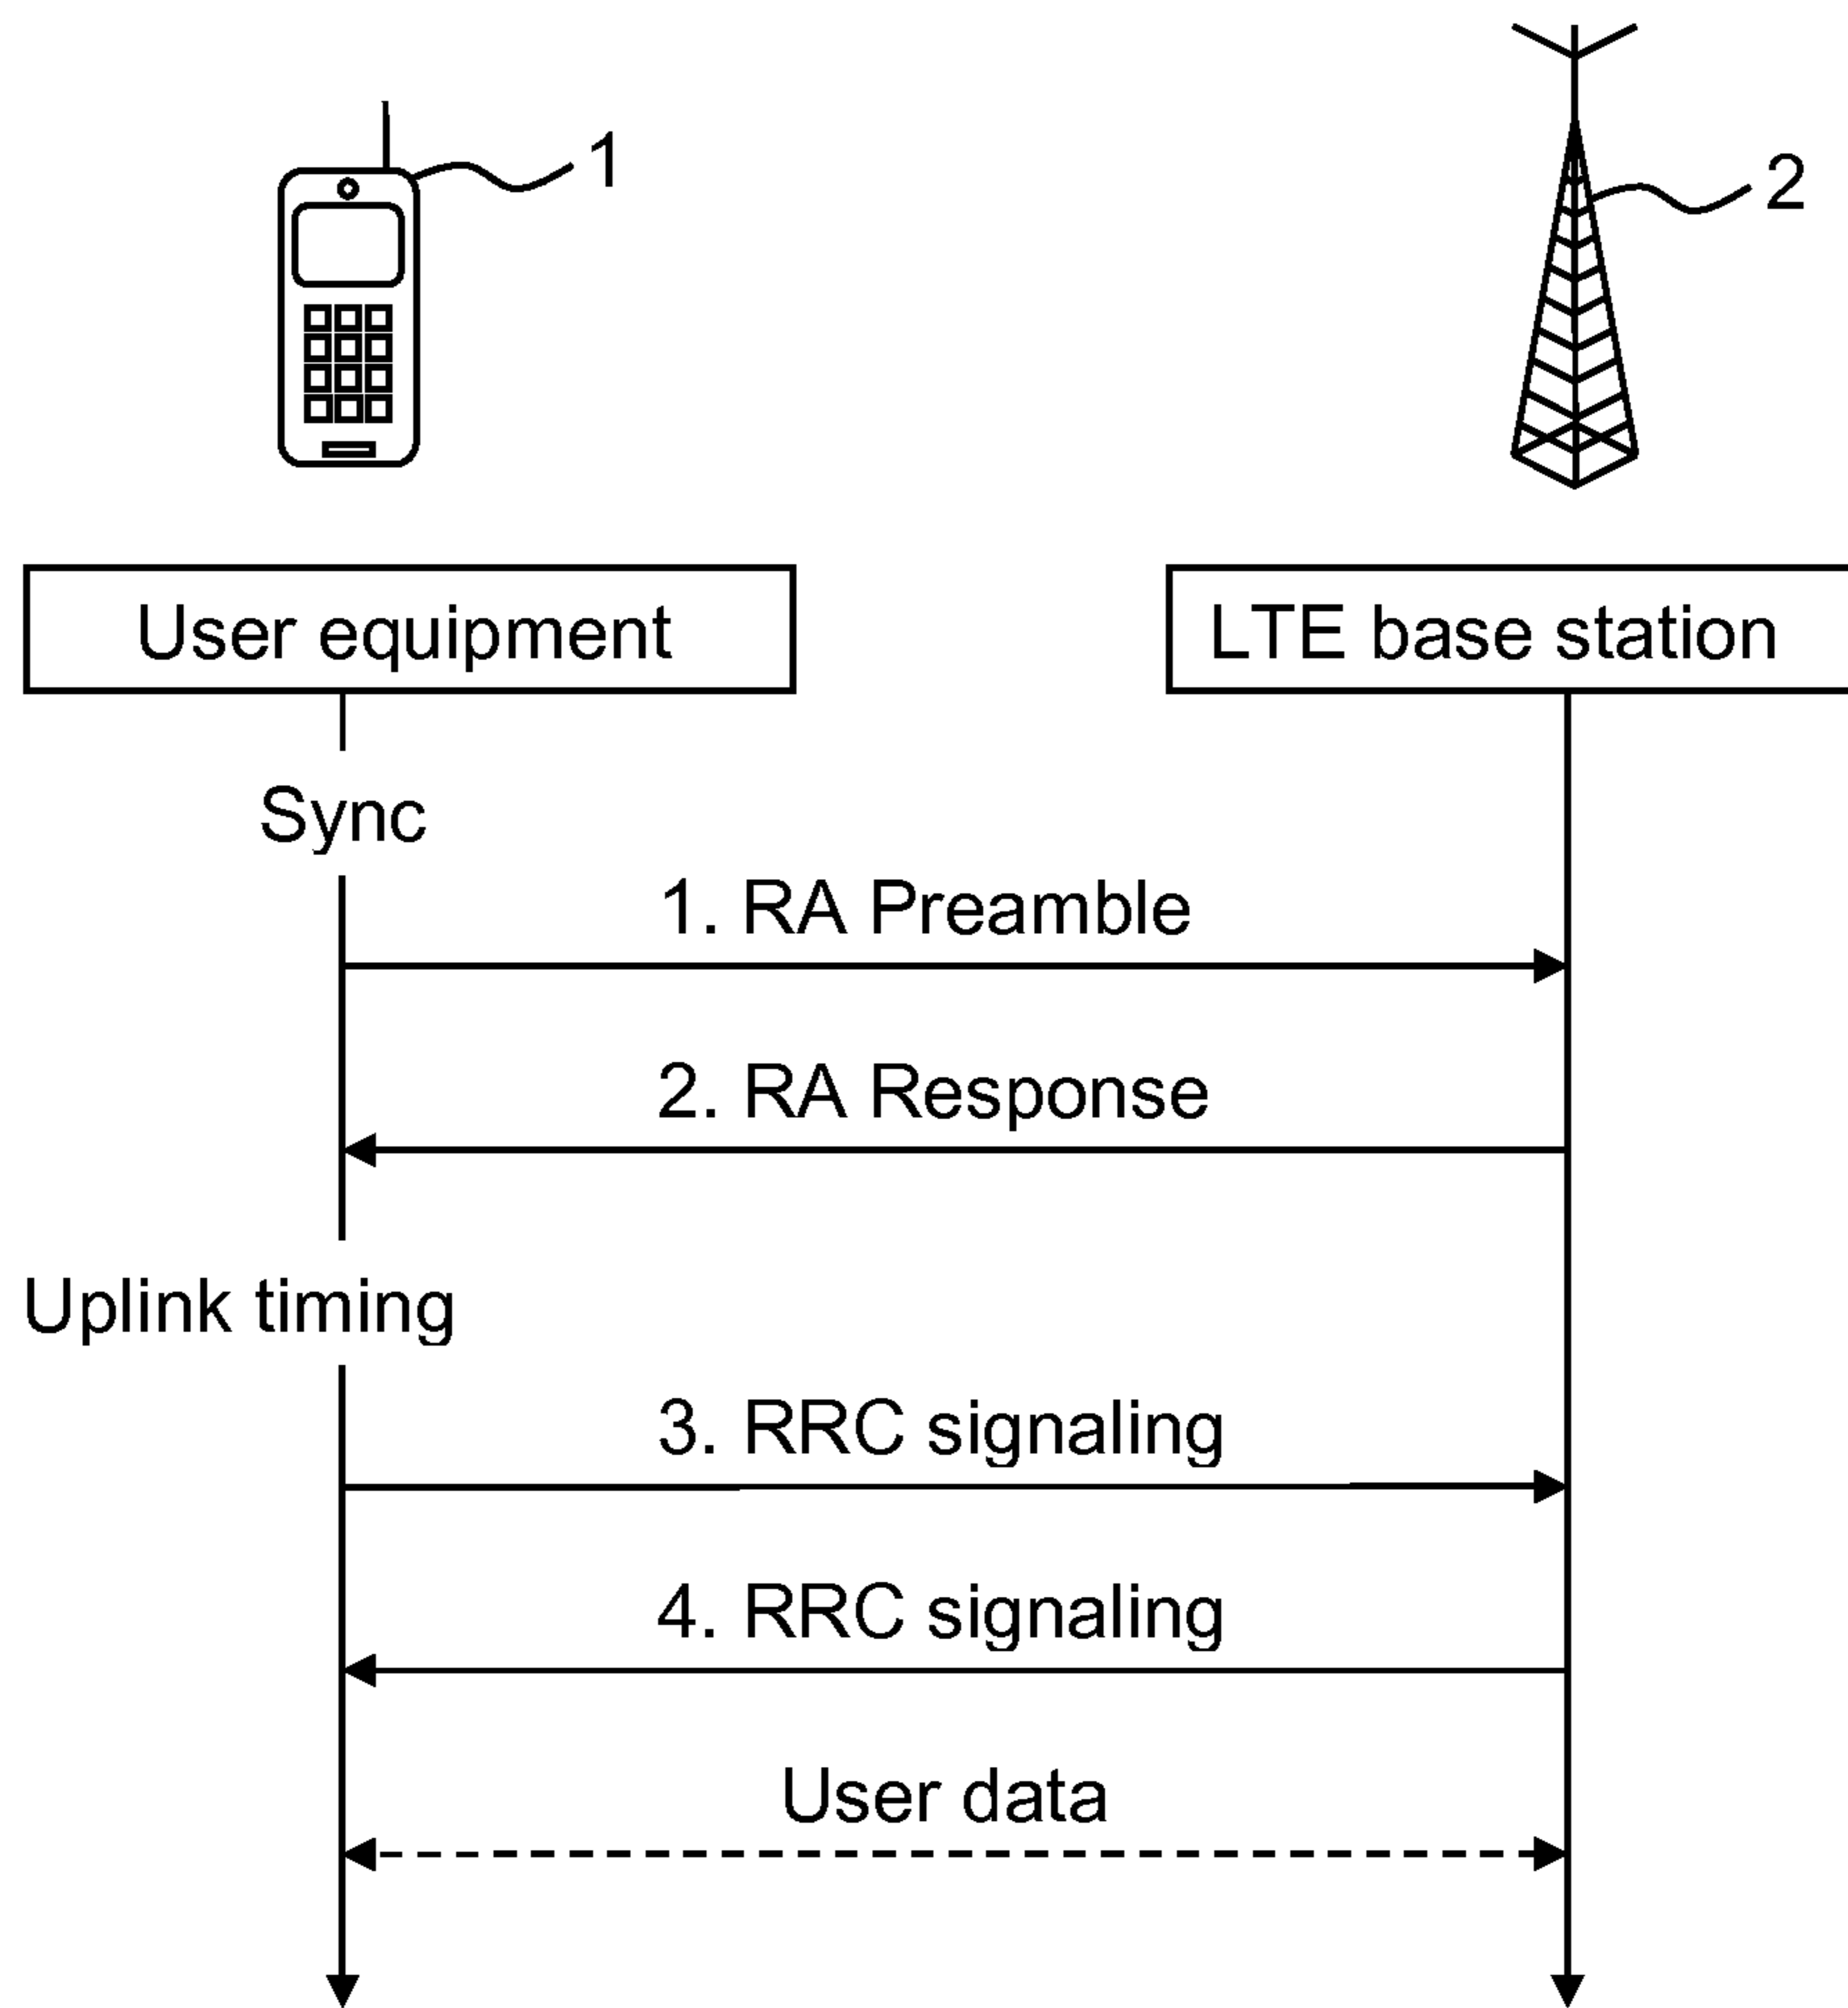 1
2
User equipment
LTE base station
Sync
1. RA Preamble
2. RA Response
Uplink timing
3. RRC signaling
4. RRC signaling
User data